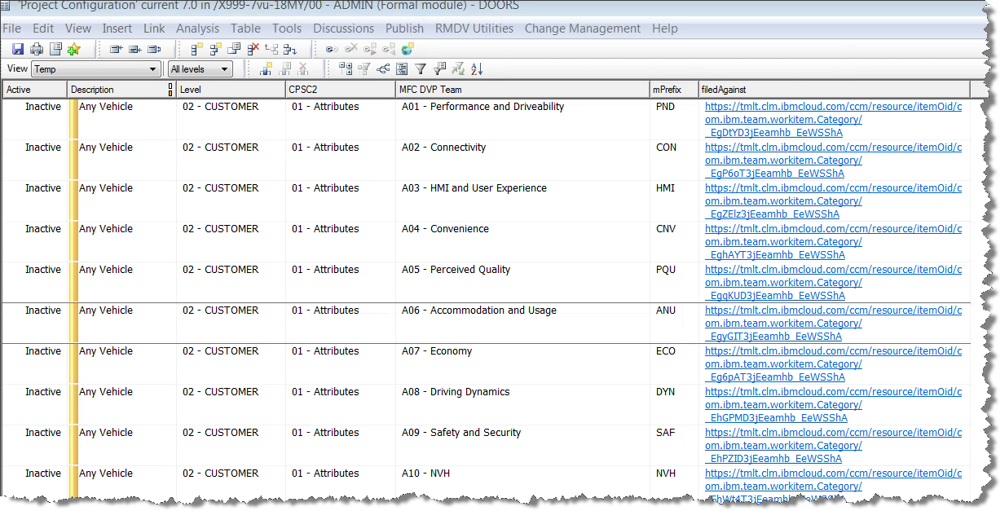 'Project Configuration' current 7.0 in /X999-7vu-18MY/00 - ADMIN (Formal module) - DOORS
File Edit View Insert Link Analysis Table Tools Discussions Publish RMDV Utilities Change Management Help
View Temp All levels
Active Description Level CPSC2 MFC DVP Team mPrefix filedAgainst
Inactive Any Vehicle 02 - CUSTOMER 01 - Attributes A01 - Performance and Driveability PND https://tmlt.clm.ibmcloud.com/ccm/resource/itemOid/c
om.ibm.team.workitem.Category/
_EgDtYD3jEeamhb_EeWSShA
Inactive Any Vehicle 02 - CUSTOMER 01 - Attributes A02 - Connectivity CON https://tmlt.clm.ibmcloud.com/ccm/resource/itemOid/c
om.ibm.team.workitem.Category/
_EgP6oT3jEeamhb_EeWSShA
Inactive Any Vehicle 02 - CUSTOMER 01 - Attributes A03 - HMI and User Experience HMI https://tmlt.clm.ibmcloud.com/ccm/resource/itemOid/c
om.ibm.team.workitem.Category/
_EgZElz3jEeamhb_EeWSShA
Inactive Any Vehicle 02 - CUSTOMER 01 - Attributes A04 - Convenience CNV https://tmlt.clm.ibmcloud.com/ccm/resource/itemOid/c
om.ibm.team.workitem.Category/
_EghAYT3jEeamhb_EeWSShA
Inactive Any Vehicle 02 - CUSTOMER 01 - Attributes A05 - Perceived Quality PQU https://tmlt.clm.ibmcloud.com/ccm/resource/itemOid/c
om.ibm.team.workitem.Category/
_EgqKUD3jEeamhb_EeWSShA
Inactive Any Vehicle 02 - CUSTOMER 01 - Attributes A06 - Accommodation and Usage ANU https://tmlt.clm.ibmcloud.com/ccm/resource/itemOid/c
om.ibm.team.workitem.Category/
_EgyGIT3jEeamhb_EeWSShA
Inactive Any Vehicle 02 - CUSTOMER 01 - Attributes A07 - Economy ECO https://tmlt.clm.ibmcloud.com/ccm/resource/itemOid/c
om.ibm.team.workitem.Category/
_Eg6pAT3jEeamhb_EeWSShA
Inactive Any Vehicle 02 - CUSTOMER 01 - Attributes A08 - Driving Dynamics DYN https://tmlt.clm.ibmcloud.com/ccm/resource/itemOid/c
om.ibm.team.workitem.Category/
_EhGPMD3jEeamhb_EeWSShA
Inactive Any Vehicle 02 - CUSTOMER 01 - Attributes A09 - Safety and Security SAF https://tmlt.clm.ibmcloud.com/ccm/resource/itemOid/c
om.ibm.team.workitem.Category/
_EhPZID3jEeamhb_EeWSShA
Inactive Any Vehicle 02 - CUSTOMER 01 - Attributes A10 - NVH NVH https://tmlt.clm.ibmcloud.com/ccm/resource/itemOid/c
om.ibm.team.workitem.Category/